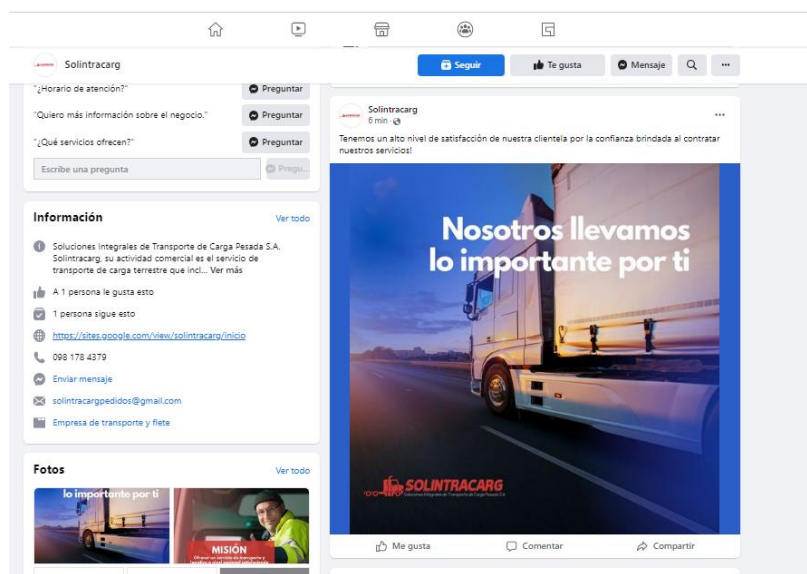 Solintracarg
Seguir
Te gusta
Mensaje
"¿Horario de atención?"
Preguntar
"Quiero más información sobre el negocio."
Preguntar
"¿Qué servicios ofrecen?"
Preguntar
Escribe una pregunta
Pregu...
Información
Ver todo
Soluciones Integrales de Transporte de Carga Pesada S.A.
Solintracarg, su actividad comercial es el servicio de
transporte de carga terrestre que incl... Ver más
A 1 persona le gusta esto
1 persona sigue esto
https://sites.google.com/view/solintracarg/inicio
098 178 4379
Enviar mensaje
solintracargpedidos@gmail.com
Empresa de transporte y flete
Fotos
Ver todo
lo importante por ti
MISIÓN
Solintracarg
6 min ·
Tenemos un alto nivel de satisfacción de nuestra clientela por la confianza brindada al contratar
nuestros servicios!
Nosotros llevamos
lo importante por ti
SOLINTRACARG
Soluciones Integrales de Transporte de Carga Pesada S.A
Me gusta
Comentar
Compartir